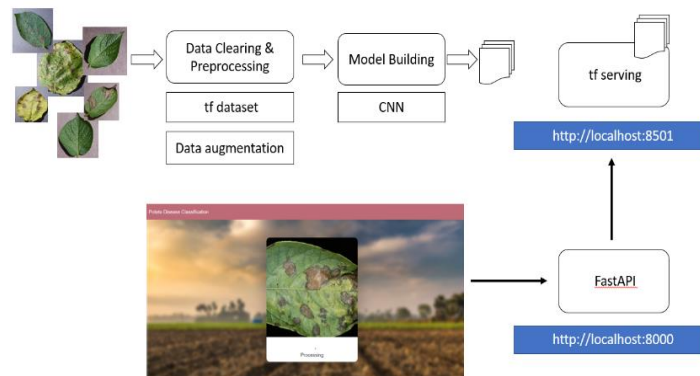 Data Clearing &
Preprocessing
Model Building
tf serving
tf dataset
CNN
Data augmentation
http://localhost:8501
Potato Disease Classification
FastAPI
Processing
http://localhost:8000